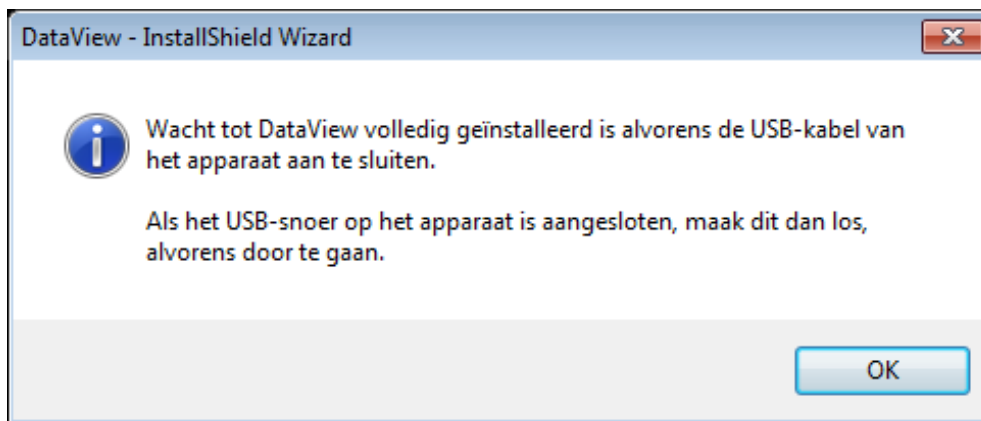 DataView - InstallShield Wizard
Wacht tot DataView volledig geïnstalleerd is alvorens de USB-kabel van
het apparaat aan te sluiten.
Als het USB-snoer op het apparaat is aangesloten, maak dit dan los,
alvorens door te gaan.
OK